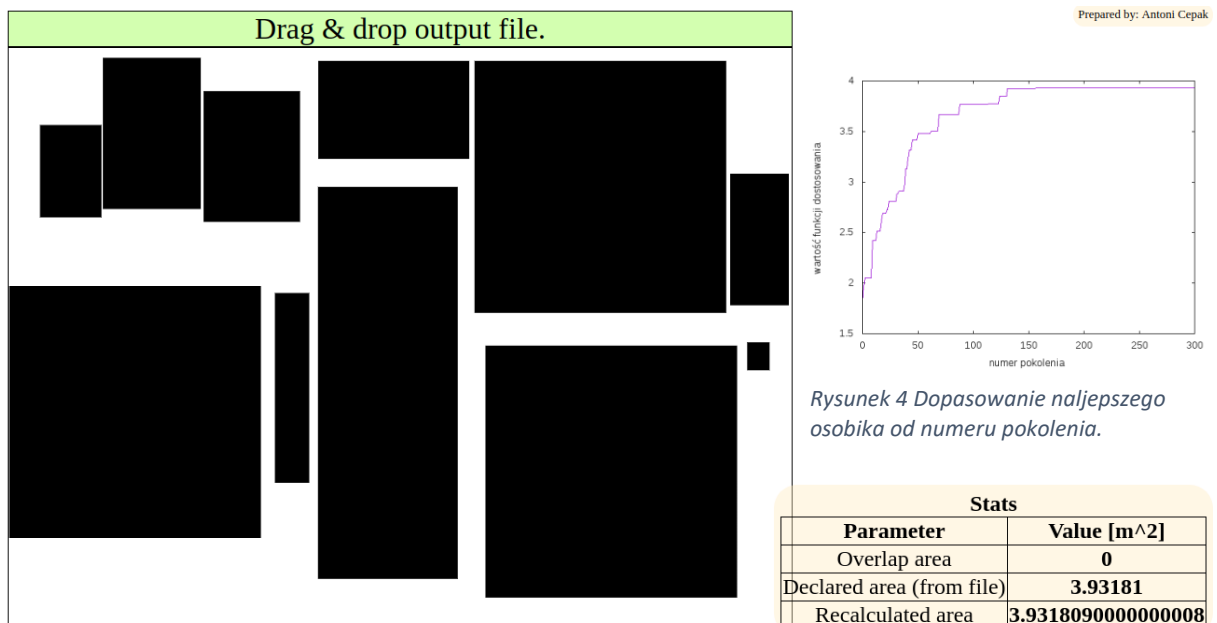 Drag & drop output file.
Prepared by: Antoni Cepak
4
3.5
3
2.5
2
1.5
wartość funkcji dostosowania
0 50 100 150 200 250 300
numer pokolenia
Rysunek 4 Dopasowanie naljepszego
osobika od numeru pokolenia.
Stats
Parameter Value [m^2]
Overlap area 0
Declared area (from file) 3.93181
Recalculated area 3.9318090000000008